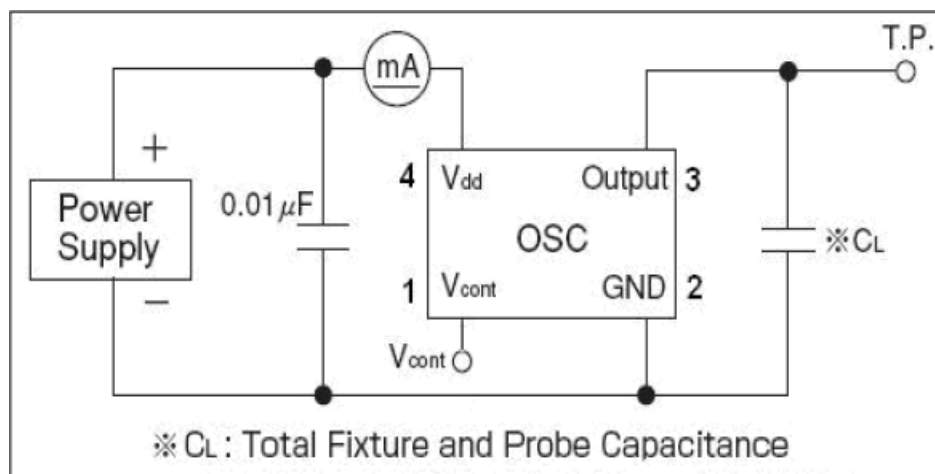 T.P.
mA
+
4 Vdd Output 3
Power
Supply
0.01μF
OSC
※CL
−
1 Vcont GND 2
Vcont
※CL : Total Fixture and Probe Capacitance